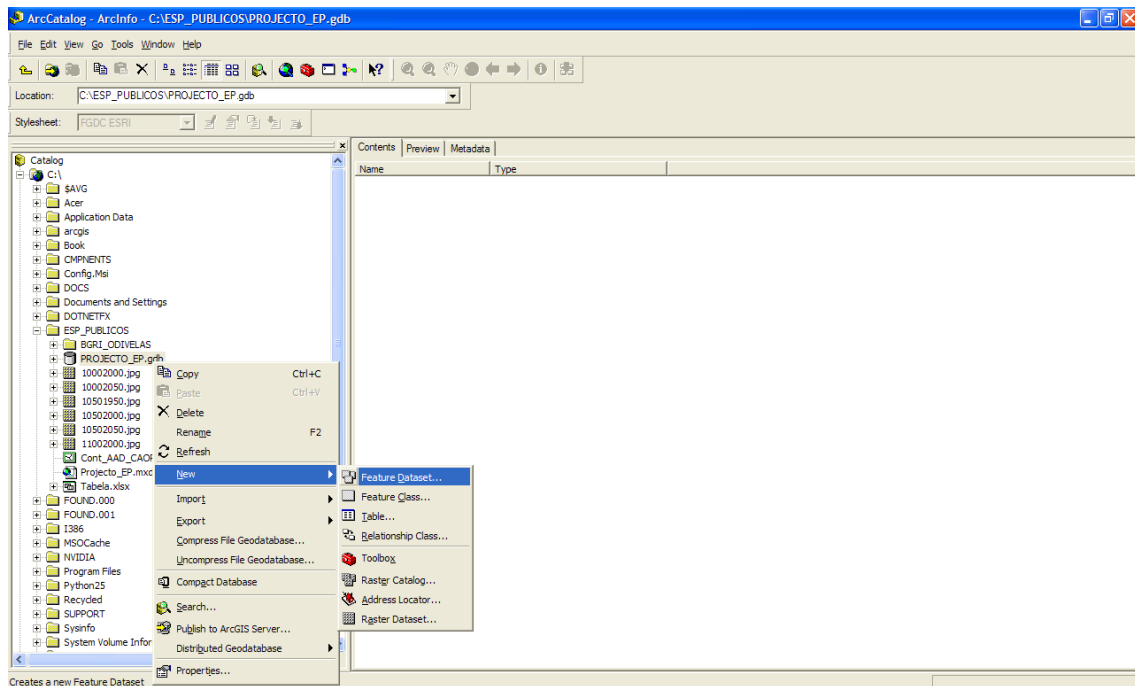 ArcCatalog - ArcInfo - C:\ESP_PUBLICOS\PROJECTO_EP.gdb
File Edit View Go Tools Window Help
Location: C:\ESP_PUBLICOS\PROJECTO_EP.gdb
Stylesheet: FGDC ESRI
Contents Preview Metadata
Name Type
Catalog
C:\
$AVG
Acer
Application Data
arcgis
Book
CMPNENTS
Config.Msi
DOCS
Documents and Settings
DOTNETFX
ESP_PUBLICOS
BGRI_ODIVELAS
PROJECTO_EP.gdb
10002000.jpg
10002050.jpg
10501950.jpg
10502000.jpg
10502050.jpg
11002000.jpg
Cont_AAD_CAOP
Projecto_EP.mxd
Tabela.xlsx
FOUND.000
FOUND.001
I386
MSOCache
NVIDIA
Program Files
Python25
Recycled
SUPPORT
Sysinfo
System Volume Infor
Copy Ctrl+C
Paste Ctrl+V
Delete
Rename F2
Refresh
New
Import
Export
Compress File Geodatabase...
Uncompress File Geodatabase...
Compact Database
Search...
Publish to ArcGIS Server...
Distributed Geodatabase
Properties...
Feature Dataset...
Feature Class...
Table...
Relationship Class...
Toolbox
Raster Catalog...
Address Locator...
Raster Dataset...
Creates a new Feature Dataset